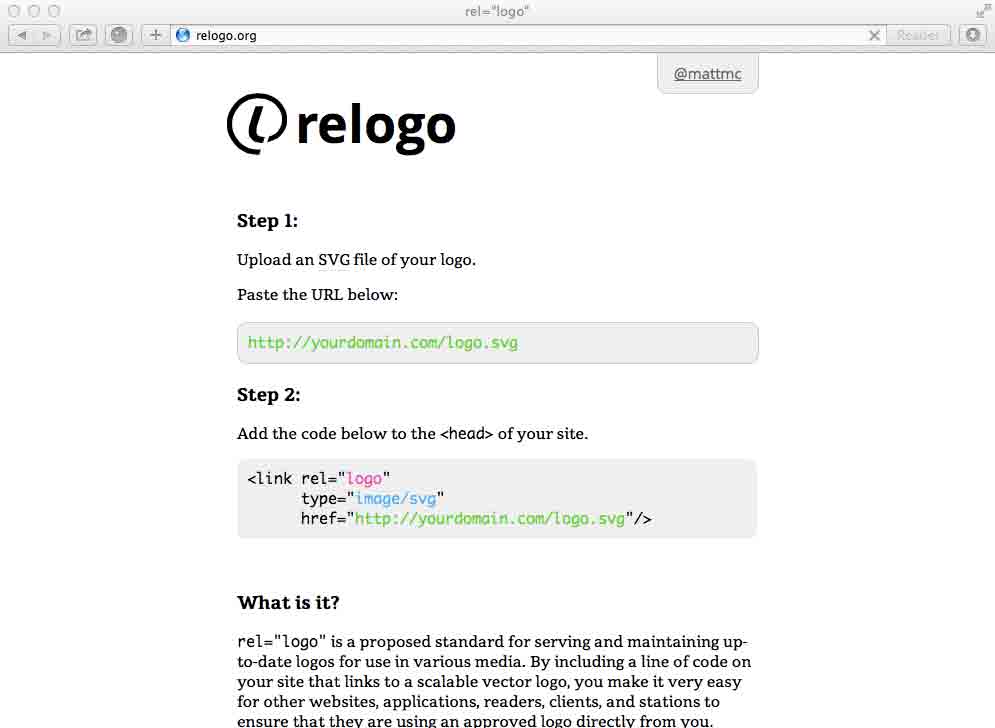 rel="logo"
relogo.org
Reader
@mattmc
relogo
Step 1:
Upload an SVG file of your logo.
Paste the URL below:
http://yourdomain.com/logo.svg
Step 2:
Add the code below to the <head> of your site.
<link rel="logo"
type="image/svg"
href="http://yourdomain.com/logo.svg"/>
What is it?
rel="logo" is a proposed standard for serving and maintaining up-
to-date logos for use in various media. By including a line of code on
your site that links to a scalable vector logo, you make it very easy
for other websites, applications, readers, clients, and stations to
ensure that they are using an approved logo directly from you.